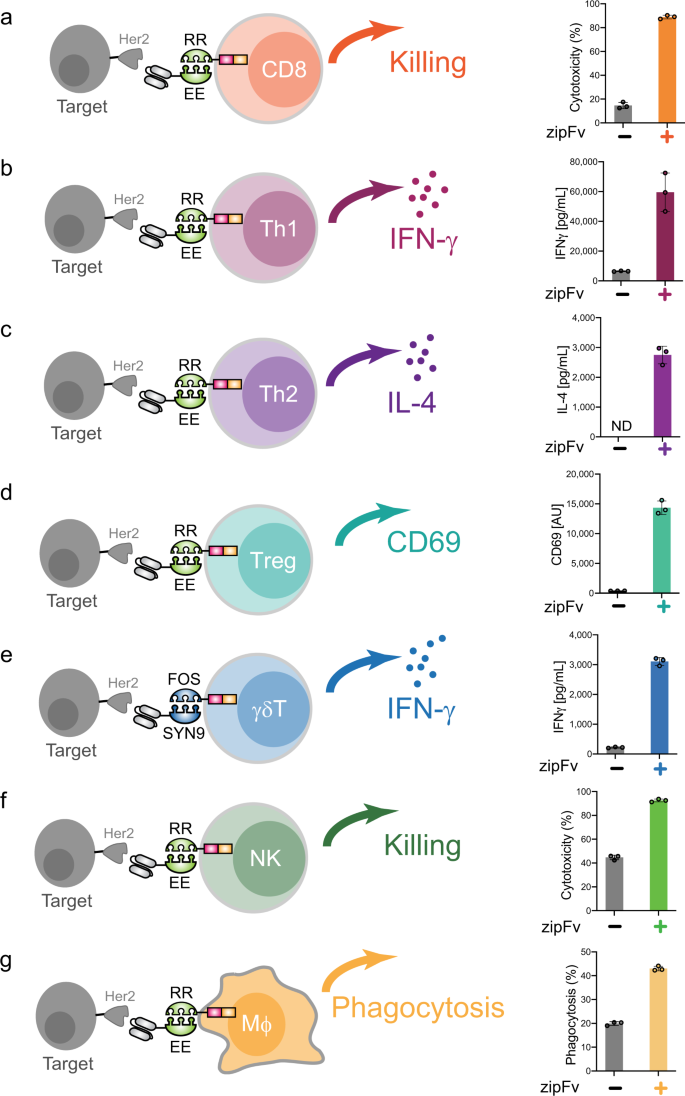 a
Her2
RR
EE
Target
CD8
Killing
Cytotoxicity (%)
100
80
60
40
20
0
zipFv
− +
b
Her2
RR
EE
Target
Th1
IFN-γ
IFNγ [pg/mL]
80,000
60,000
40,000
20,000
0
zipFv
− +
c
Her2
RR
EE
Target
Th2
IL-4
IL-4 [pg/mL]
4,000
3,000
2,000
1,000
0
ND
zipFv
− +
d
Her2
RR
EE
Target
Treg
CD69
CD69 [AU]
20,000
15,000
10,000
5,000
0
zipFv
− +
e
Her2
FOS
SYN9
Target
γδT
IFN-γ
IFNγ [pg/mL]
4,000
3,000
2,000
1,000
0
zipFv
− +
f
Her2
RR
EE
Target
NK
Killing
Cytotoxicity (%)
100
80
60
40
20
0
zipFv
− +
g
Her2
RR
EE
Target
Mϕ
Phagocytosis
Phagocytosis (%)
50
40
30
20
10
0
zipFv
− +